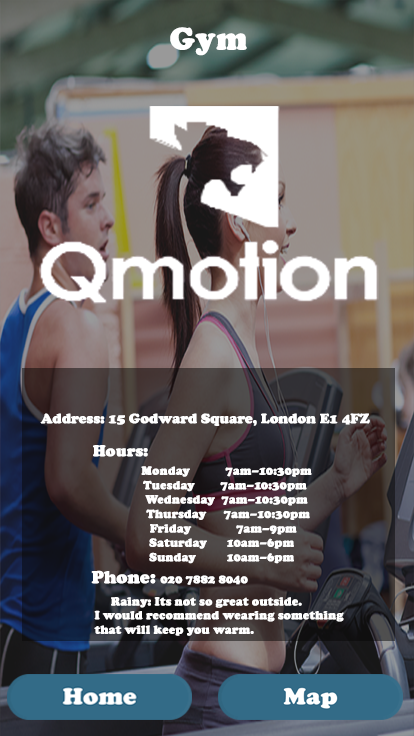 Gym
Qmotion
Address: 15 Godward Square, London E1 4FZ
Hours:
Monday 7am–10:30pm
Tuesday 7am–10:30pm
Wednesday 7am–10:30pm
Thursday 7am–10:30pm
Friday 7am–9pm
Saturday 10am–6pm
Sunday 10am–6pm
Phone: 020 7882 8040
Rainy: Its not so great outside.
I would recommend wearing something
that will keep you warm.
Home Map